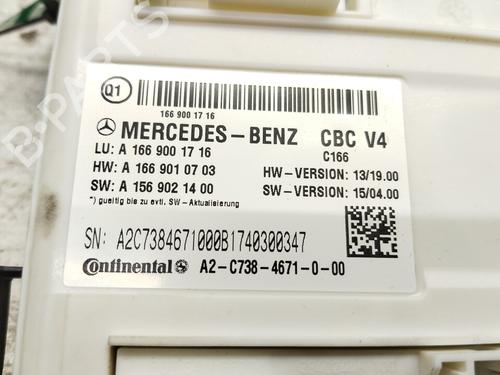 B-PARTS
Q1
166 900 17 16
MERCEDES-BENZ CBC V4
C166
LU: A 166 900 17 16
HW: A 166 901 07 03 HW-VERSION: 13/19.00
SW: A 156 902 14 00 SW-VERSION: 15/04.00
*) gueltig bis zu evtl. SW-Aktualisierung
SN: A2C7384671000B1740300347
Continental A2-C738-4671-0-00